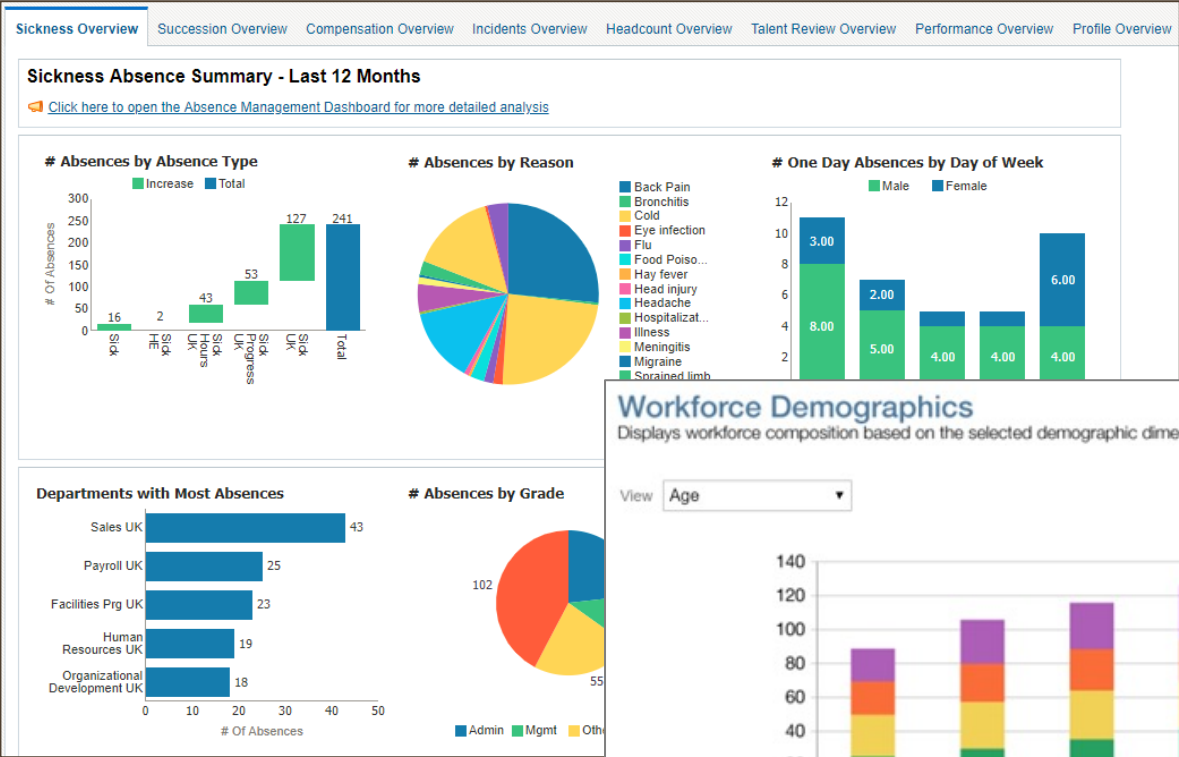 Sickness Overview Succession Overview Compensation Overview Incidents Overview Headcount Overview Talent Review Overview Performance Overview Profile Overview
Sickness Absence Summary - Last 12 Months
Click here to open the Absence Management Dashboard for more detailed analysis
# Absences by Absence Type
Increase Total
# Of Absences
300
250
200
150
100
50
0
16
2
43
53
127
241
Sick
Sick HE
Sick Hours UK
Sick Progress UK
Sick UK
Total
# Absences by Reason
Back Pain
Bronchitis
Cold
Eye infection
Flu
Food Poiso...
Hay fever
Head injury
Headache
Hospitalizat...
Illness
Meningitis
Migraine
Sprained limb
# One Day Absences by Day of Week
Male Female
12
10
8
6
4
2
3.00
8.00
2.00
5.00
4.00
4.00
6.00
4.00
Departments with Most Absences
Sales UK
43
Payroll UK
25
Facilities Prg UK
23
Human
Resources UK
19
Organizational
Development UK
18
0 10 20 30 40 50
# Of Absences
# Absences by Grade
102
55
Admin Mgmt Othe
Workforce Demographics
Displays workforce composition based on the selected demographic dime
View Age
140
120
100
80
60
40